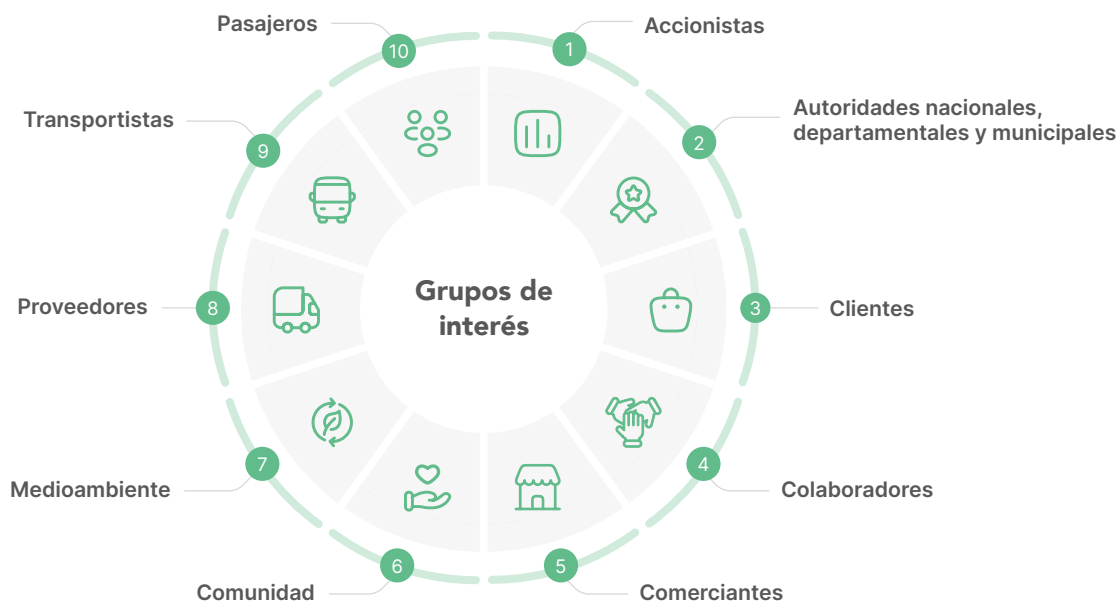 Grupos de
interés
1
Accionistas
2
Autoridades nacionales,
departamentales y municipales
3
Clientes
4
Colaboradores
5
Comerciantes
6
Comunidad
7
Medioambiente
8
Proveedores
9
Transportistas
10
Pasajeros